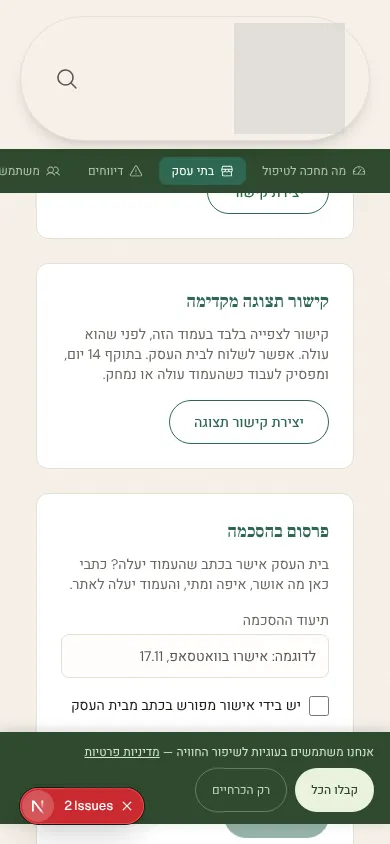 מה מחכה לטיפול
בתי עסק
דיווחים
משתמשי
יצירת קישור
קישור תצוגה מקדימה
קישור לצפייה בלבד בעמוד הזה, לפני שהוא
עולה. אפשר לשלוח לבית העסק. בתוקף 14 יום,
ומפסיק לעבוד כשהעמוד עולה או נמחק.
יצירת קישור תצוגה
פרסום בהסכמה
בית העסק אישר בכתב שהעמוד יעלה? כתבי
כאן מה אושר, איפה ומתי, והעמוד יעלה לאתר.
תיעוד ההסכמה
לדוגמה: אישרו בוואטסאפ, 17.11
יש בידי אישור מפורש בכתב מבית העסק
אנחנו משתמשים בעוגיות לשיפור החוויה — מדיניות פרטיות
קבלו הכל
רק הכרחיים
N 2 Issues